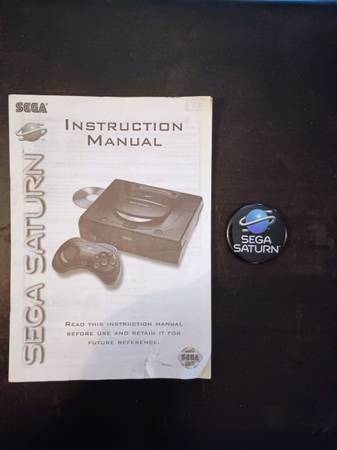 SEGA
INSTRUCTION
MANUAL
SEGA SATURN
READ THIS INSTRUCTION MANUAL
BEFORE USE AND RETAIN IT FOR
FUTURE REFERENCE.
SEGA
SEGA
SATURN